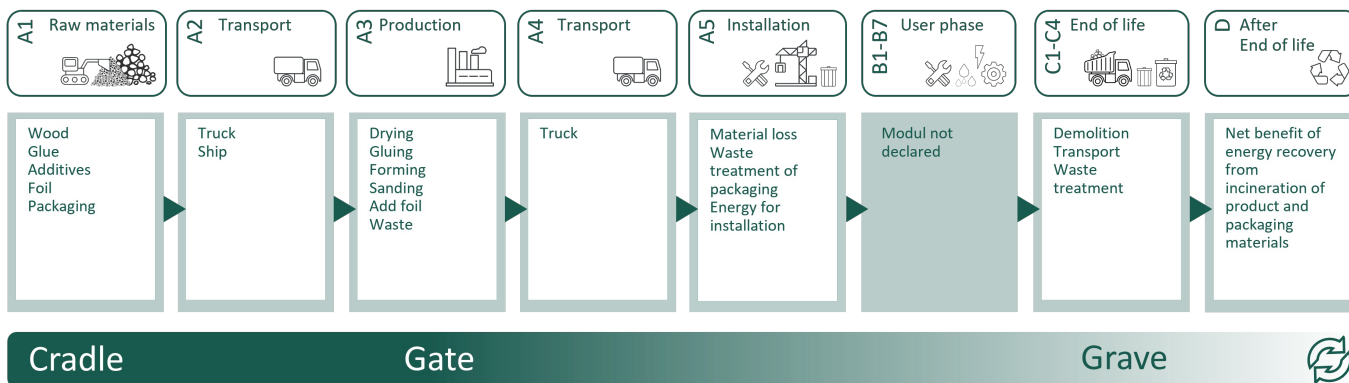 A1 Raw materials
A2 Transport
A3 Production
A4 Transport
A5 Installation
B1-B7 User phase
C1-C4 End of life
D After
End of life
Wood
Glue
Additives
Foil
Packaging
Truck
Ship
Drying
Gluing
Forming
Sanding
Add foil
Waste
Truck
Material loss
Waste
treatment of
packaging
Energy for
installation
Modul not
declared
Demolition
Transport
Waste
treatment
Net benefit of
energy recovery
from
incineration of
product and
packaging
materials
Cradle
Gate
Grave